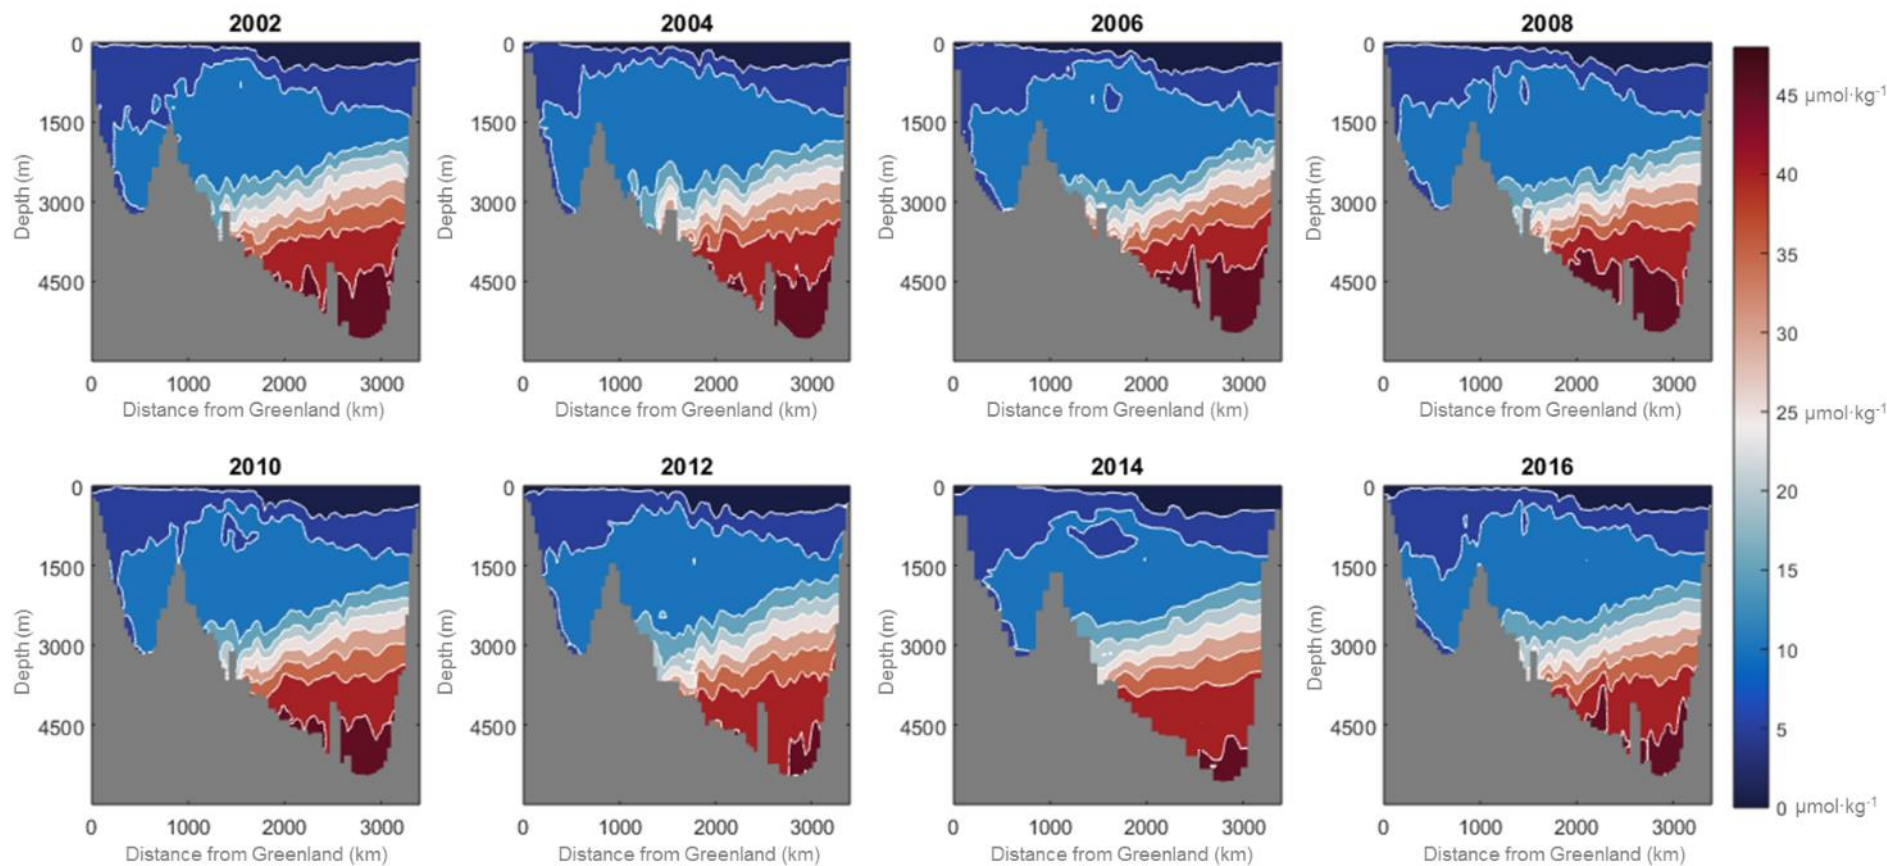 2002
2004
2006
2008
0
1500
3000
4500
Depth (m)
0 1000 2000 3000
Distance from Greenland (km)
0
1500
3000
4500
Depth (m)
0 1000 2000 3000
Distance from Greenland (km)
0
1500
3000
4500
Depth (m)
0 1000 2000 3000
Distance from Greenland (km)
0
1500
3000
4500
Depth (m)
0 1000 2000 3000
Distance from Greenland (km)
2010
2012
2014
2016
0
1500
3000
4500
Depth (m)
0 1000 2000 3000
Distance from Greenland (km)
0
1500
3000
4500
Depth (m)
0 1000 2000 3000
Distance from Greenland (km)
0
1500
3000
4500
Depth (m)
0 1000 2000 3000
Distance from Greenland (km)
0
1500
3000
4500
Depth (m)
0 1000 2000 3000
Distance from Greenland (km)
45 µmol·kg⁻¹
40
35
30
25 µmol·kg⁻¹
20
15
10
5
0 µmol·kg⁻¹